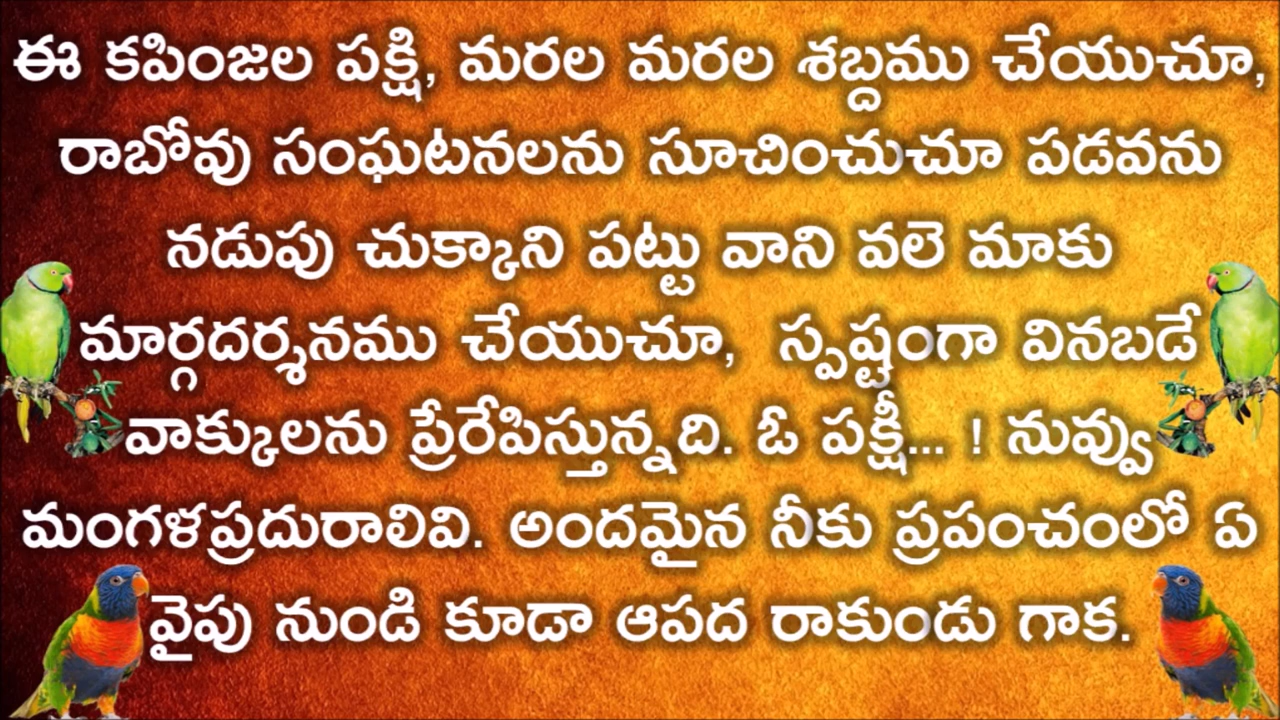 ఈ కపింజల పక్షి, మరల మరల శబ్దము చేయుచూ,
రాబోవు సంఘటనలను సూచించుచూ పడవను
నడుపు చుక్కాని పట్టు వాని వలె మాకు
మార్గదర్శనము చేయుచూ, స్పష్టంగా వినబడే
వాక్కులను ప్రేరేపిస్తున్నది. ఓ పక్షీ... ! నువ్వు
మంగళప్రదురాలివి. అందమైన నీకు ప్రపంచంలో ఏ
వైపు నుండి కూడా ఆపద రాకుండు గాక.